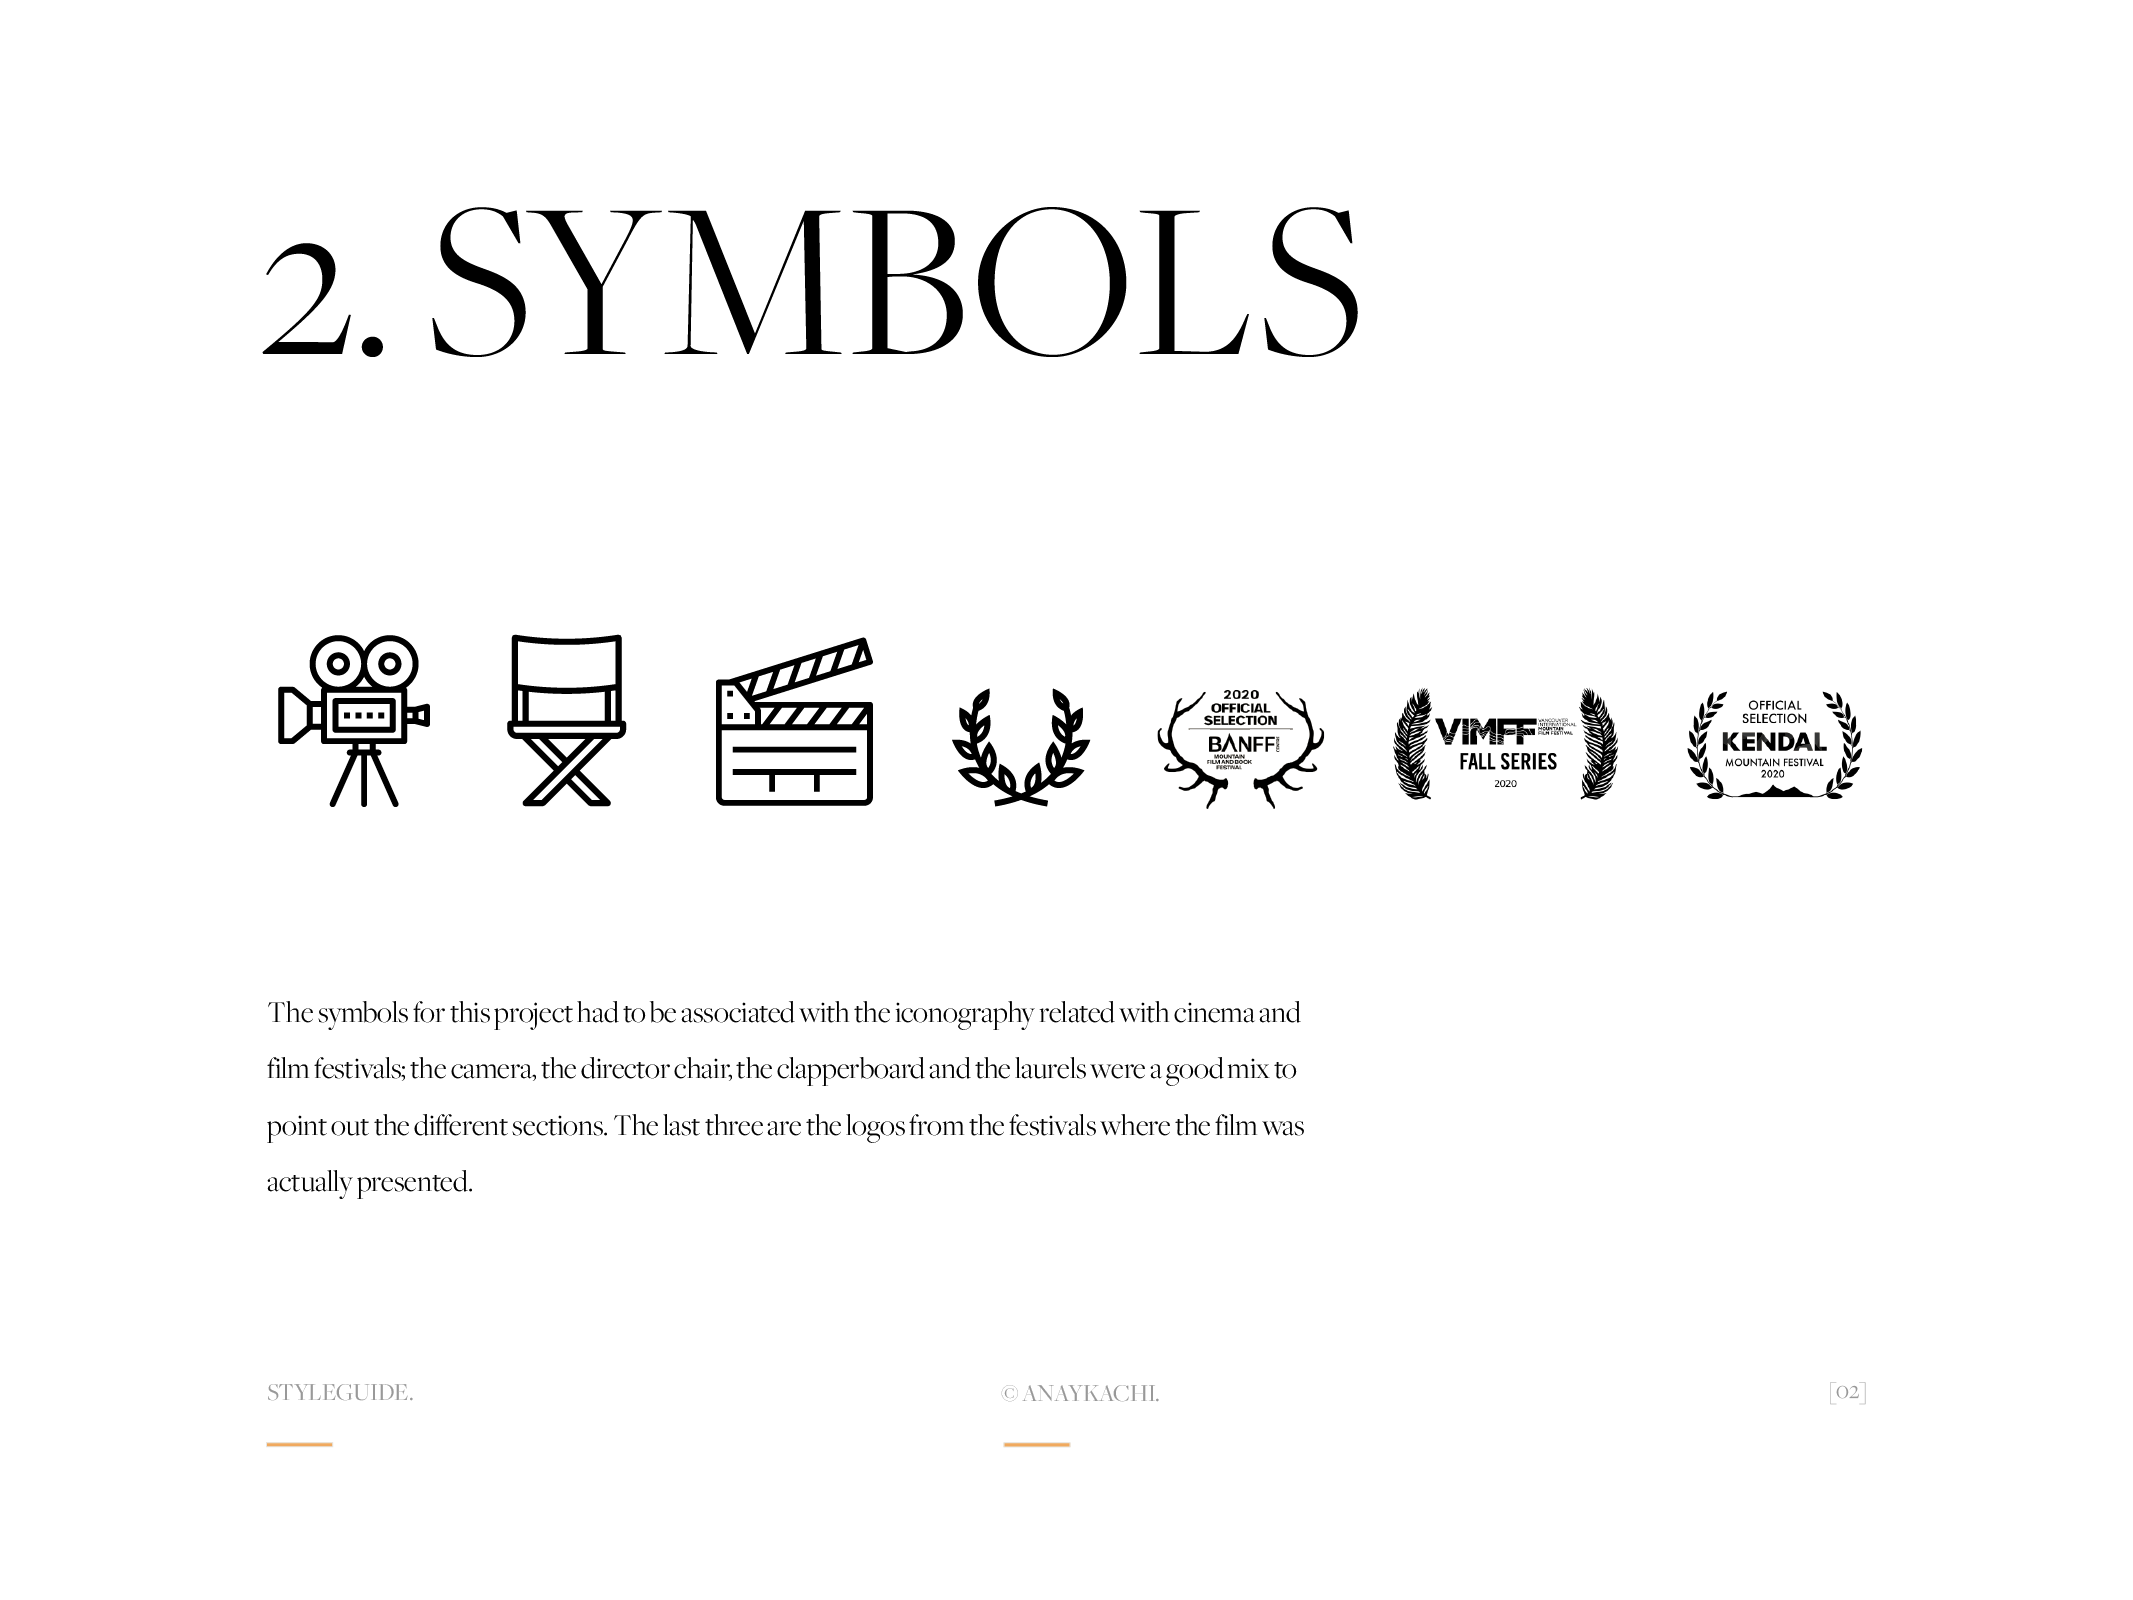 2. SYMBOLS
2020
OFFICIAL
SELECTION
BANFF
CENTRE
MOUNTAIN
FILM AND BOOK
FESTIVAL
VIMFF
VANCOUVER
INTERNATIONAL
MOUNTAIN
FILM FESTIVAL
FALL SERIES
2020
OFFICIAL
SELECTION
KENDAL
MOUNTAIN FESTIVAL
2020
The symbols for this project had to be associated with the iconography related with cinema and
film festivals; the camera, the director chair, the clapperboard and the laurels were a good mix to
point out the different sections. The last three are the logos from the festivals where the film was
actually presented.
STYLEGUIDE.
© ANAYKACHI.
[02]